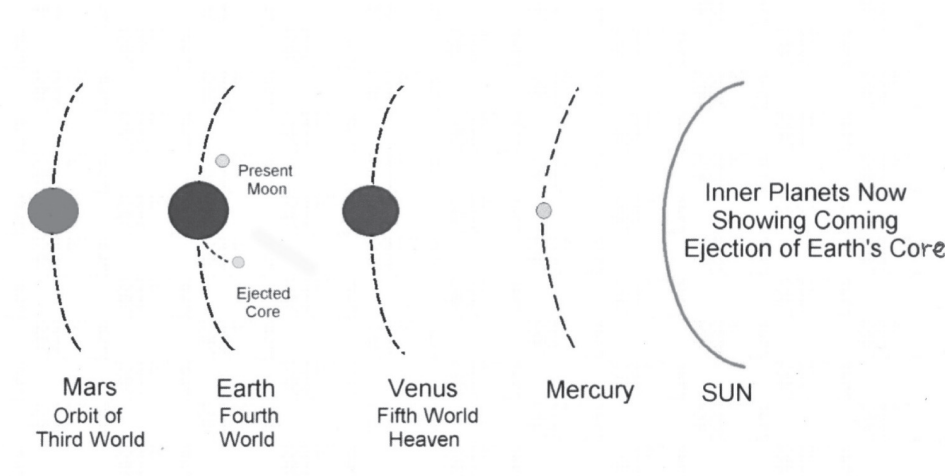 Present
Moon
Inner Planets Now
Showing Coming
Ejection of Earth's Core
Ejected
Core
Mars
Orbit of
Third World
Earth
Fourth
World
Venus
Fifth World
Heaven
Mercury
SUN